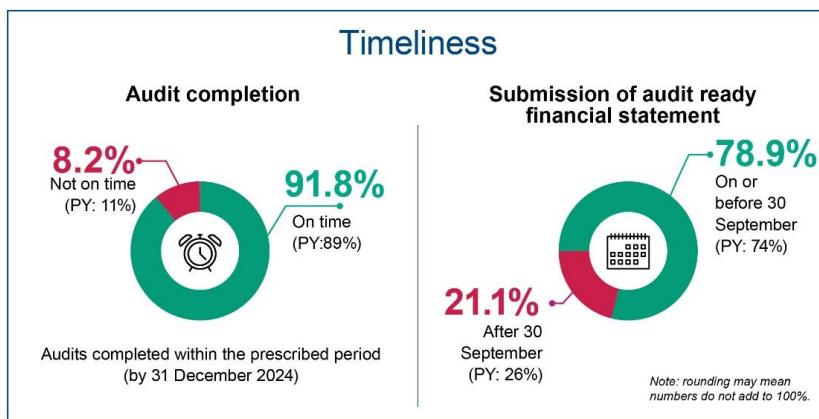 Timeliness
Audit completion
8.2%
Not on time
(PY: 11%)
91.8%
On time
(PY:89%)
Audits completed within the prescribed period
(by 31 December 2024)
Submission of audit ready
financial statement
78.9%
On or
before 30
September
(PY: 74%)
21.1%
After 30
September
(PY: 26%)
Note: rounding may mean
numbers do not add to 100%.